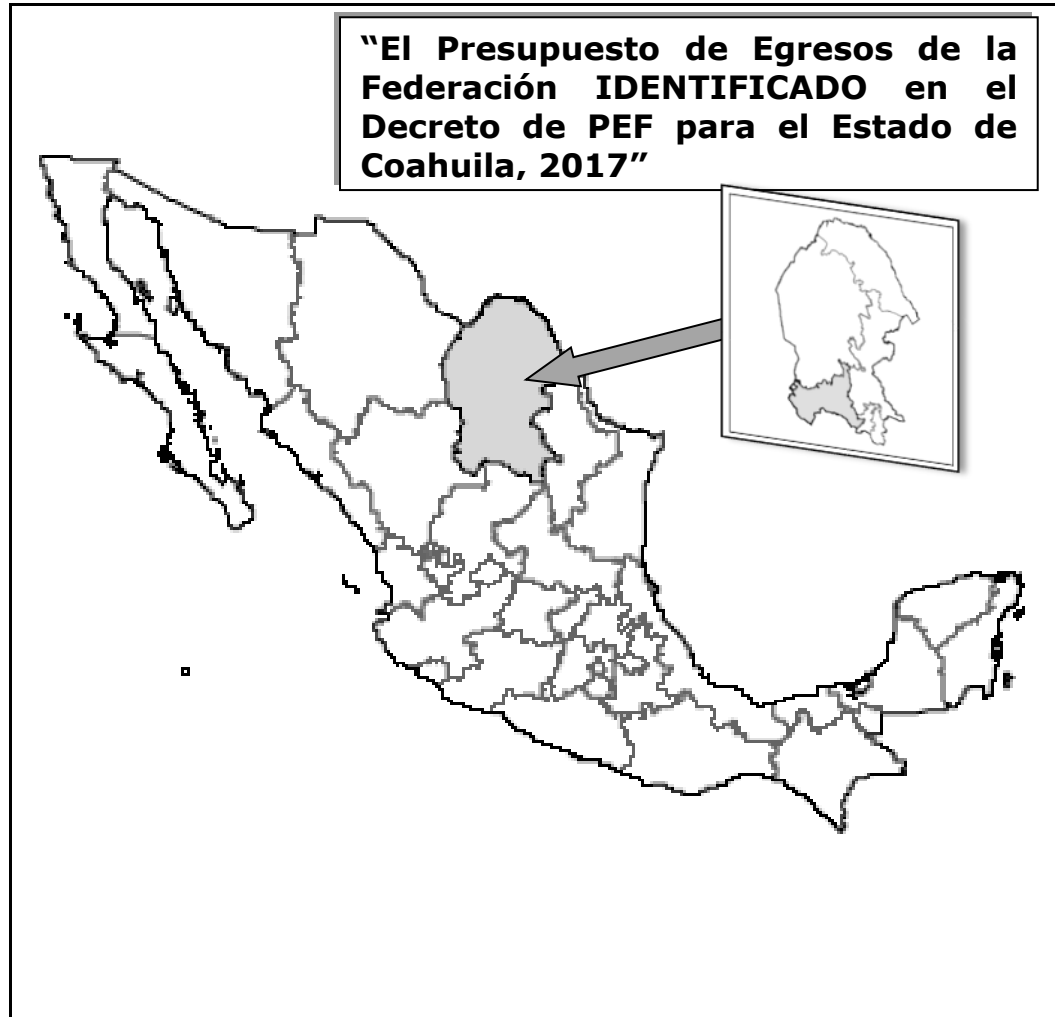 “El Presupuesto de Egresos de la
Federación IDENTIFICADO en el
Decreto de PEF para el Estado de
Coahuila, 2017”